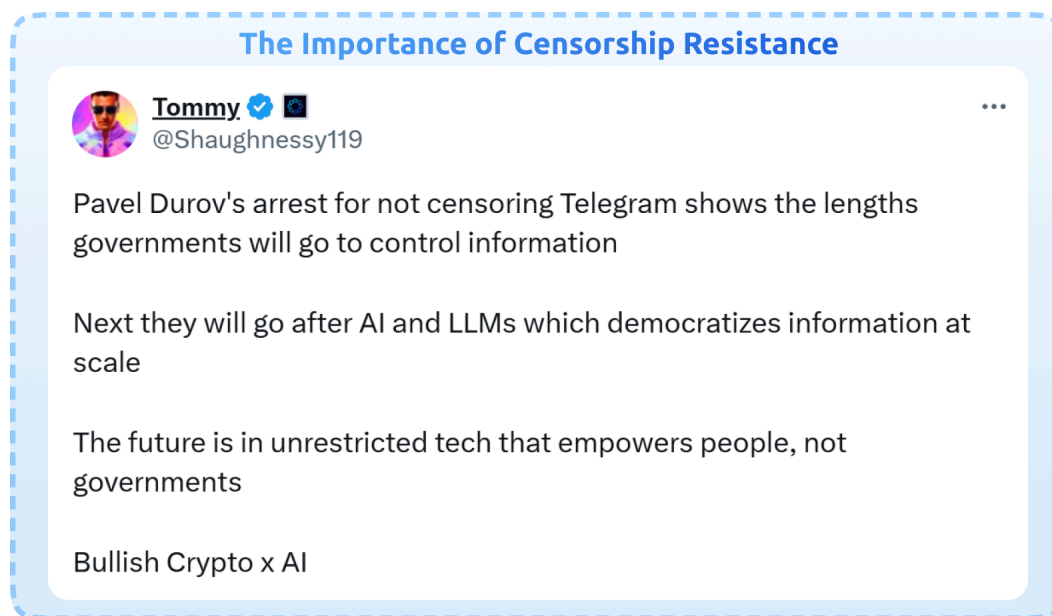 The Importance of Censorship Resistance
Tommy
@Shaughnessy119
Pavel Durov's arrest for not censoring Telegram shows the lengths
governments will go to control information
Next they will go after AI and LLMs which democratizes information at
scale
The future is in unrestricted tech that empowers people, not
governments
Bullish Crypto x AI